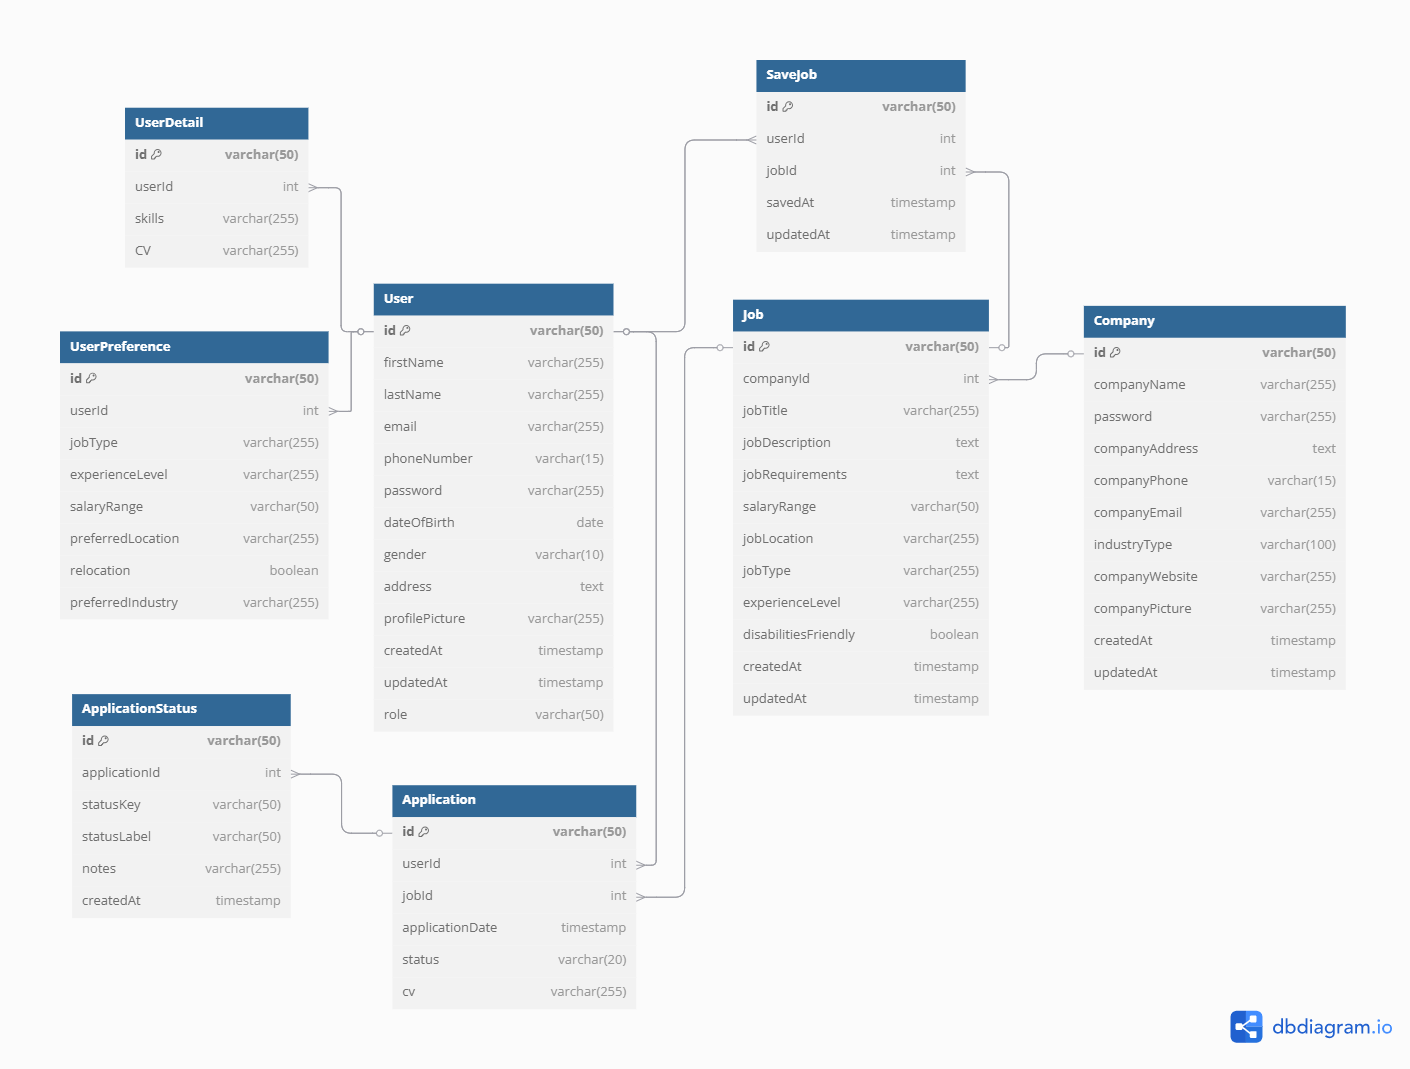 SaveJob
id varchar(50)
userId int
jobId int
savedAt timestamp
updatedAt timestamp
UserDetail
id varchar(50)
userId int
skills varchar(255)
CV varchar(255)
User
id varchar(50)
firstName varchar(255)
lastName varchar(255)
email varchar(255)
phoneNumber varchar(15)
password varchar(255)
dateOfBirth date
gender varchar(10)
address text
profilePicture varchar(255)
createdAt timestamp
updatedAt timestamp
role varchar(50)
Job
id varchar(50)
companyId int
jobTitle varchar(255)
jobDescription text
jobRequirements text
salaryRange varchar(50)
jobLocation varchar(255)
jobType varchar(255)
experienceLevel varchar(255)
disabilitiesFriendly boolean
createdAt timestamp
updatedAt timestamp
Company
id varchar(50)
companyName varchar(255)
password varchar(255)
companyAddress text
companyPhone varchar(15)
companyEmail varchar(255)
industryType varchar(100)
companyWebsite varchar(255)
companyPicture varchar(255)
createdAt timestamp
updatedAt timestamp
UserPreference
id varchar(50)
userId int
jobType varchar(255)
experienceLevel varchar(255)
salaryRange varchar(50)
preferredLocation varchar(255)
relocation boolean
preferredIndustry varchar(255)
ApplicationStatus
id varchar(50)
applicationId int
statusKey varchar(50)
statusLabel varchar(50)
notes varchar(255)
createdAt timestamp
Application
id varchar(50)
userId int
jobId int
applicationDate timestamp
status varchar(20)
cv varchar(255)
dbdiagram.io